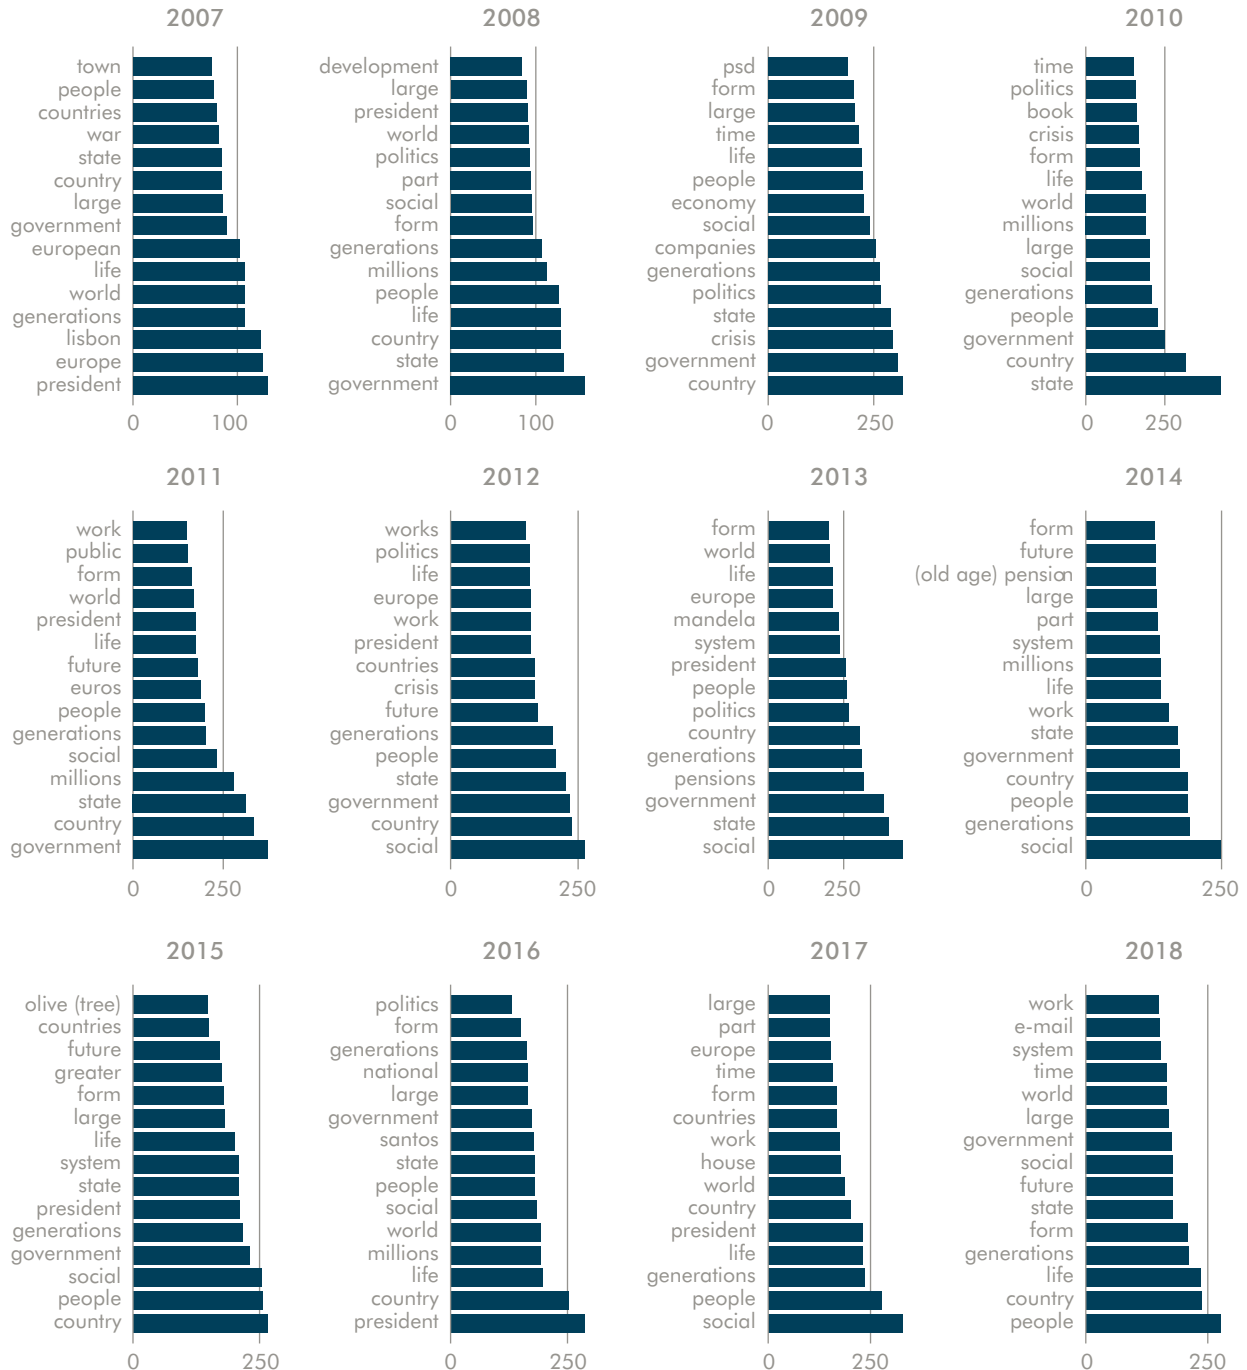 2007
town
people
countries
war
state
country
large
government
european
life
world
generations
lisbon
europe
president
0 100
2008
development
large
president
world
politics
part
social
form
generations
millions
people
life
country
state
government
0 100
2009
psd
form
large
time
life
people
economy
social
companies
generations
politics
state
crisis
government
country
0 250
2010
time
politics
book
crisis
form
life
world
millions
large
social
generations
people
government
country
state
0 250
2011
work
public
form
world
president
life
future
euros
people
generations
social
millions
state
country
government
0 250
2012
works
politics
life
europe
work
president
countries
crisis
future
generations
people
state
government
country
social
0 250
2013
form
world
life
europe
mandela
system
president
people
politics
country
generations
pensions
government
state
social
0 250
2014
form
future
(old age) pension
large
part
system
millions
life
work
state
government
country
people
generations
social
0 250
2015
olive (tree)
countries
future
greater
form
large
life
system
state
president
generations
government
social
people
country
0 250
2016
politics
form
generations
national
large
government
santos
state
people
social
world
millions
life
country
president
0 250
2017
large
part
europe
time
form
countries
work
house
world
country
president
life
generations
people
social
0 250
2018
work
e-mail
system
time
world
large
government
social
future
state
form
generations
life
country
people
0 250